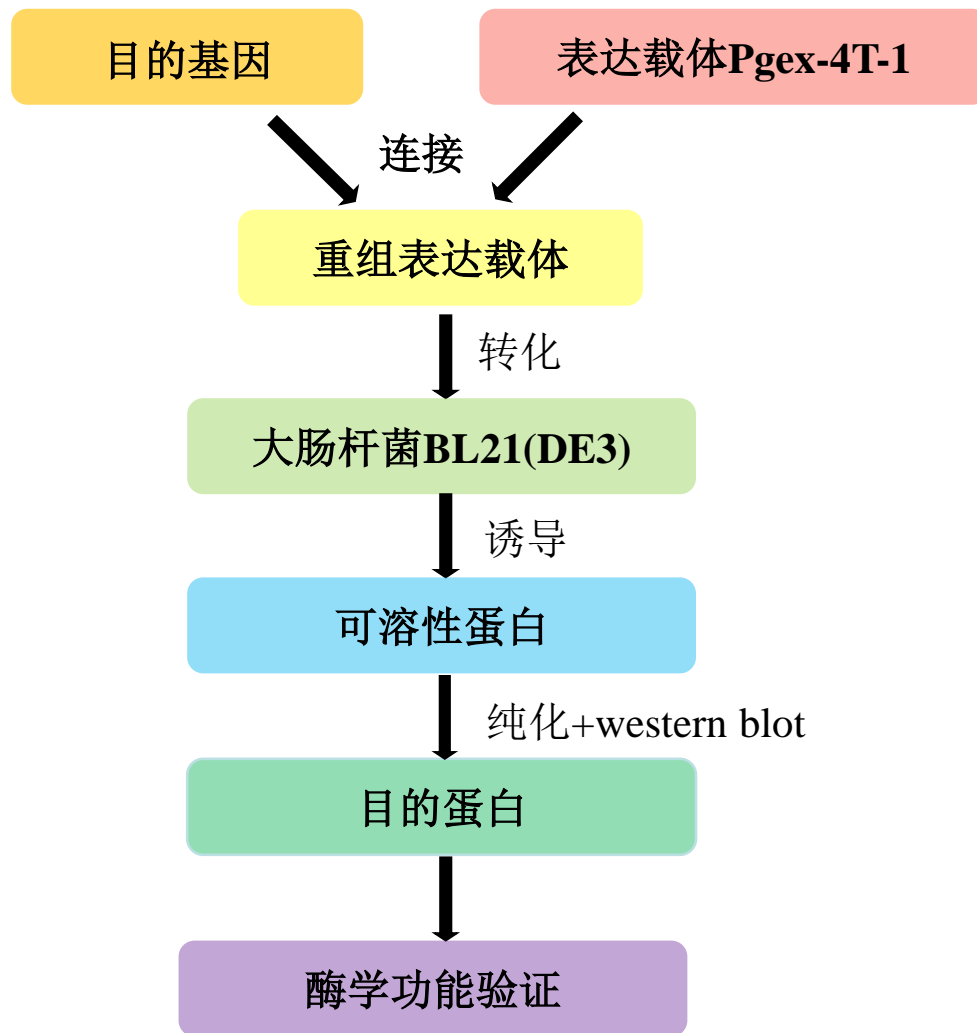 目的基因
表达载体Pgex-4T-1
连接
重组表达载体
转化
大肠杆菌BL21(DE3)
诱导
可溶性蛋白
纯化+western blot
目的蛋白
酶学功能验证